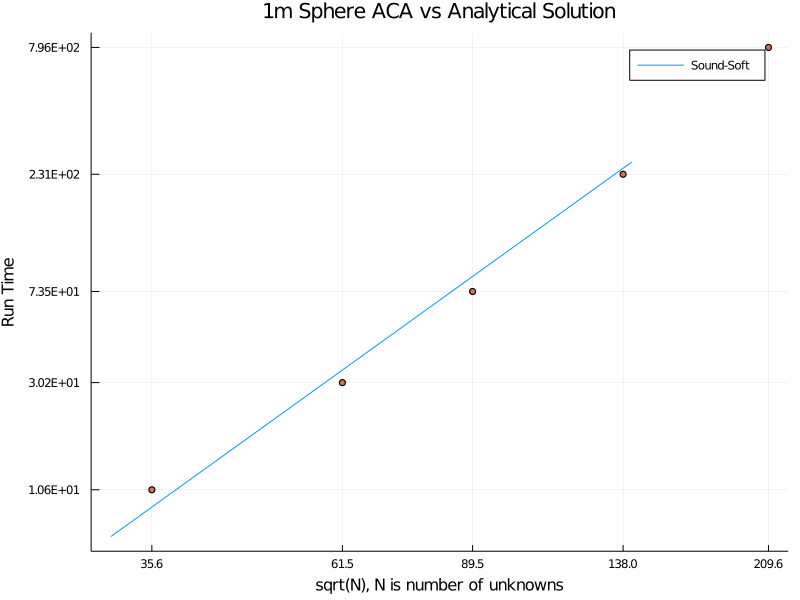 1m Sphere ACA vs Analytical Solution
7.96E+02
Sound-Soft
2.31E+02
Run Time
7.35E+01
3.02E+01
1.06E+01
35.6 61.5 89.5 138.0 209.6
sqrt(N), N is number of unknowns